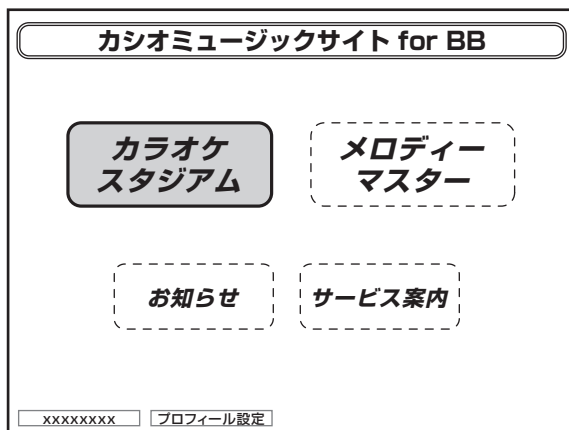 カシオミュージックサイト for BB
カラオケ
スタジアム
メロディー
マスター
お知らせ
サービス案内
xxxxxxxx
プロフィール設定